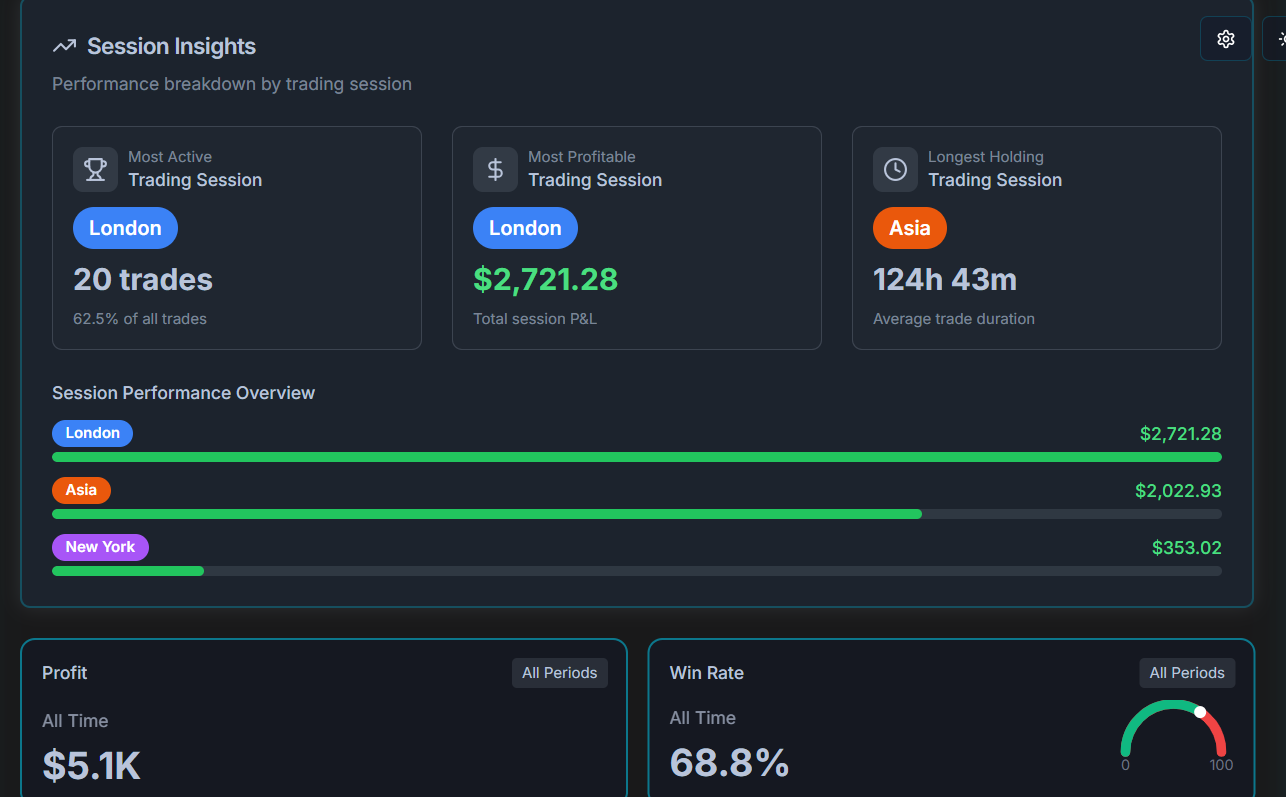 Session Insights
Performance breakdown by trading session
Most Active
Trading Session
London
20 trades
62.5% of all trades
Most Profitable
Trading Session
London
$2,721.28
Total session P&L
Longest Holding
Trading Session
Asia
124h 43m
Average trade duration
Session Performance Overview
London
$2,721.28
Asia
$2,022.93
New York
$353.02
Profit
All Periods
All Time
$5.1K
Win Rate
All Periods
All Time
68.8%
0
100